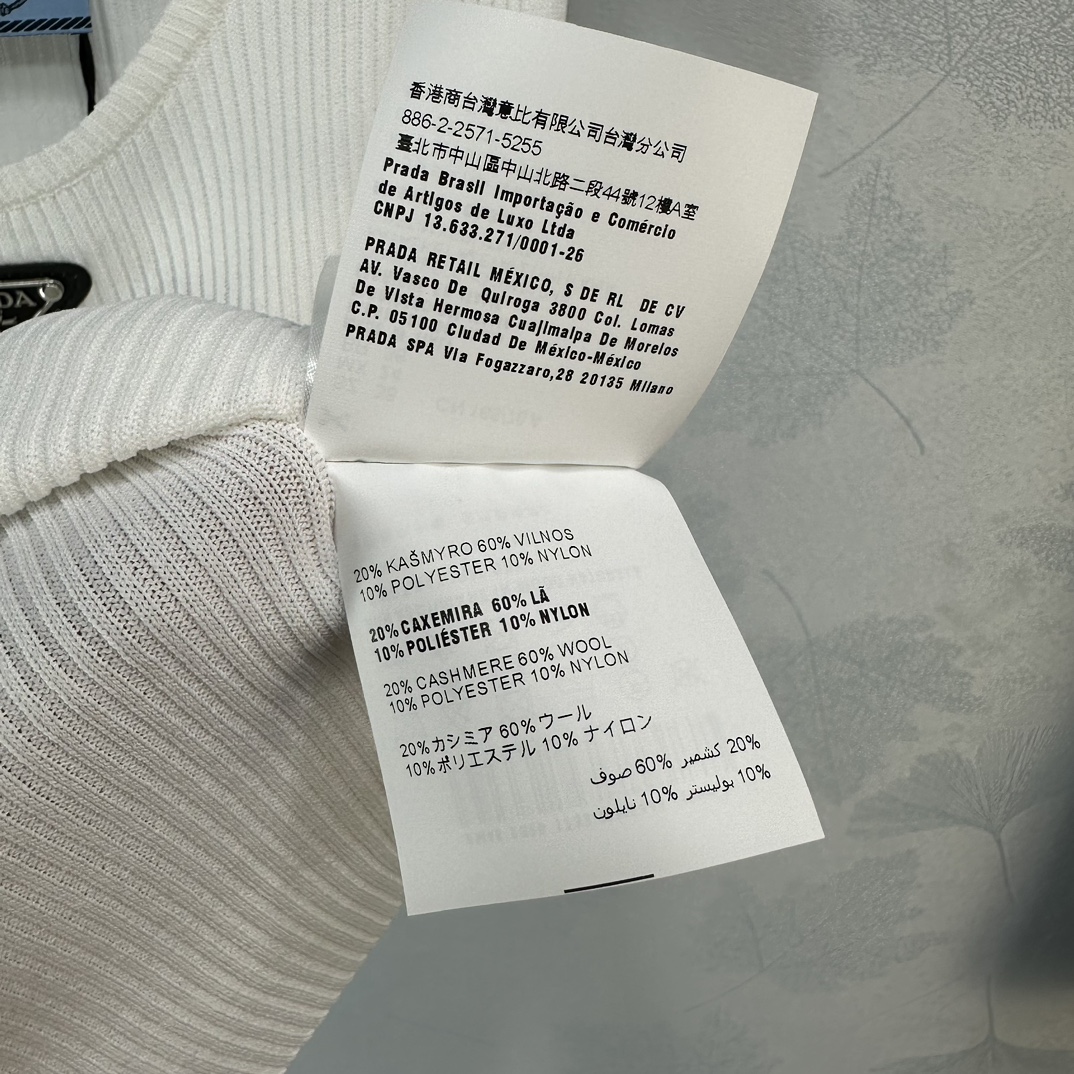 香港商台灣意比有限公司台灣分公司
886-2-2571-5255
臺北市中山區中山北路二段44號12樓A室
Prada Brasil Importação e Comércio
de Artigos de Luxo Ltda
CNPJ 13.633.271/0001-26
PRADA RETAIL MÉXICO, S DE RL DE CV
AV. Vasco De Quiroga 3800 Col. Lomas
De Vista Hermosa Cuajimalpa De Morelos
C.P. 05100 Ciudad De México-México
PRADA SPA Via Fogazzaro,28 20135 Milano
20% KAŠMYRO 60% VILNOS
10% POLYESTER 10% NYLON
20% CAXEMIRA 60% LÃ
10% POLIÉSTER 10% NYLON
20% CASHMERE 60% WOOL
10% POLYESTER 10% NYLON
20% カシミア 60% ウール
10% ポリエステル 10% ナイロン
20% كشمير 60% صوف
10% بوليستر 10% نايلون